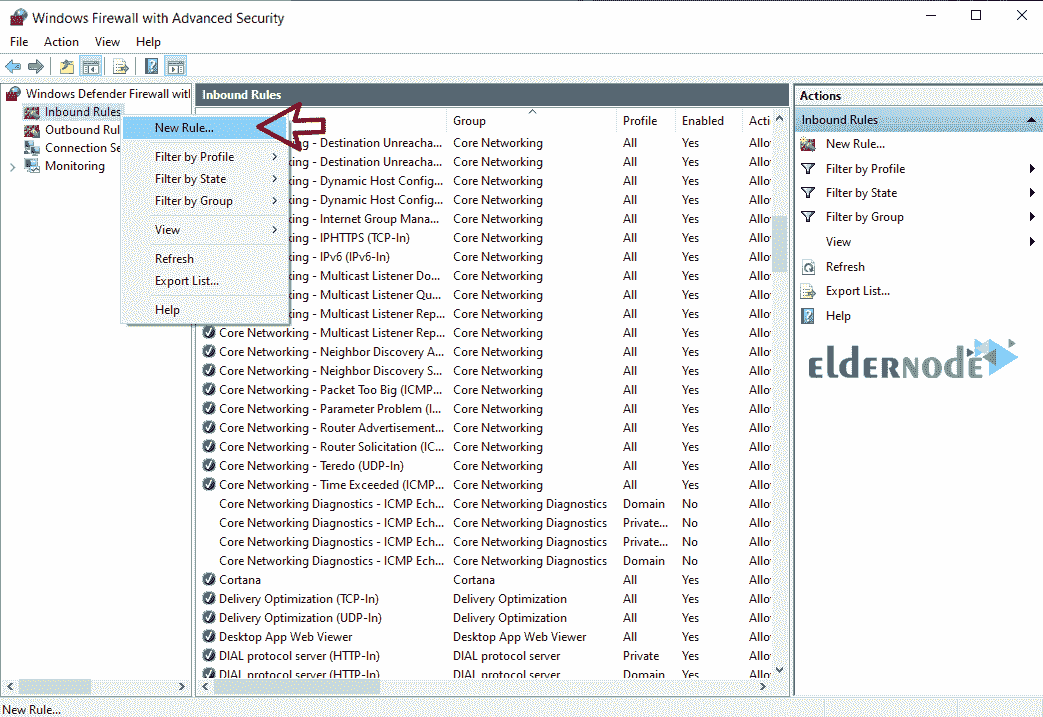 Windows Firewall with Advanced Security
File Action View Help
Windows Defender Firewall wit
Inbound Rules
Outbound Rul
Connection Se
Monitoring
New Rule...
Filter by Profile
Filter by State
Filter by Group
View
Refresh
Export List...
Help
Inbound Rules
Group Profile Enabled Acti
king - Destination Unreacha... Core Networking All Yes Allo
king - Destination Unreacha... Core Networking All Yes Allo
king - Dynamic Host Config... Core Networking All Yes Allo
king - Dynamic Host Config... Core Networking All Yes Allo
king - Internet Group Mana... Core Networking All Yes Allo
king - IPHTTPS (TCP-In) Core Networking All Yes Allo
king - IPv6 (IPv6-In) Core Networking All Yes Allo
king - Multicast Listener Do... Core Networking All Yes Allo
king - Multicast Listener Qu... Core Networking All Yes Allo
king - Multicast Listener Rep... Core Networking All Yes Allo
Core Networking - Multicast Listener Rep... Core Networking All Yes Allo
Core Networking - Neighbor Discovery A... Core Networking All Yes Allo
Core Networking - Neighbor Discovery S... Core Networking All Yes Allo
Core Networking - Packet Too Big (ICMP... Core Networking All Yes Allo
Core Networking - Parameter Problem (I... Core Networking All Yes Allo
Core Networking - Router Advertisement... Core Networking All Yes Allo
Core Networking - Router Solicitation (IC... Core Networking All Yes Allo
Core Networking - Teredo (UDP-In) Core Networking All Yes Allo
Core Networking - Time Exceeded (ICMP... Core Networking All Yes Allo
Core Networking Diagnostics - ICMP Ech... Core Networking Diagnostics Domain No Allo
Core Networking Diagnostics - ICMP Ech... Core Networking Diagnostics Private... No Allo
Core Networking Diagnostics - ICMP Ech... Core Networking Diagnostics Private... No Allo
Core Networking Diagnostics - ICMP Ech... Core Networking Diagnostics Domain No Allo
Cortana Cortana All Yes Allo
Delivery Optimization (TCP-In) Delivery Optimization All Yes Allo
Delivery Optimization (UDP-In) Delivery Optimization All Yes Allo
Desktop App Web Viewer Desktop App Web Viewer All Yes Allo
DIAL protocol server (HTTP-In) DIAL protocol server Private Yes Allo
DIAL protocol server (HTTP-In) DIAL protocol server Domain Yes Allo
Actions
Inbound Rules
New Rule...
Filter by Profile
Filter by State
Filter by Group
View
Refresh
Export List...
Help
ELDERNODE
New Rule...